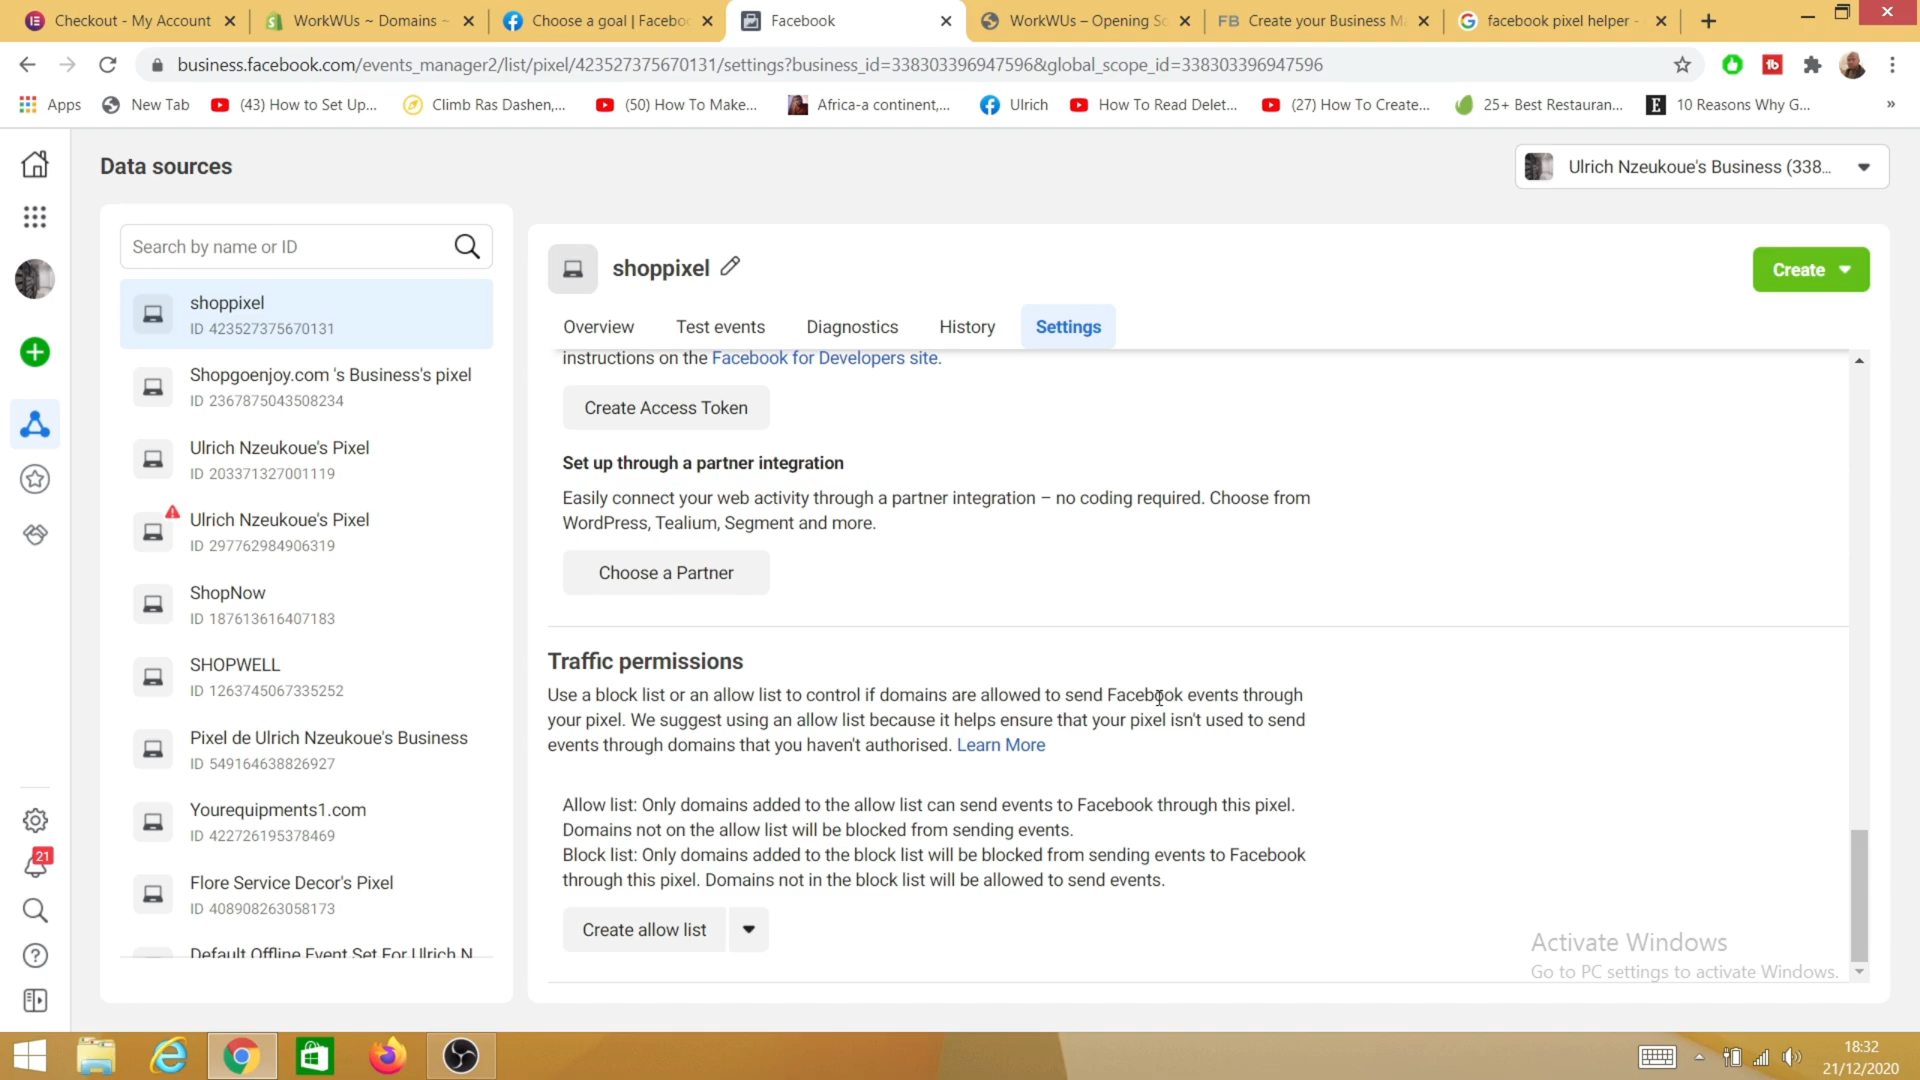 Checkout - My Account
WorkWUs ~ Domains ~
Choose a goal | Faceboo
Facebook
WorkWUs – Opening So
FB Create your Business Ma
facebook pixel helper -
business.facebook.com/events_manager2/list/pixel/423527375670131/settings?business_id=338303396947596&global_scope_id=338303396947596
Apps
New Tab
(43) How to Set Up...
Climb Ras Dashen,...
(50) How To Make...
Africa-a continent,...
Ulrich
How To Read Delet...
(27) How To Create...
25+ Best Restauran...
E 10 Reasons Why G...
»
Data sources
Ulrich Nzeukoue's Business (338...
Search by name or ID
shoppixel
ID 423527375670131
Shopgoenjoy.com 's Business's pixel
ID 2367875043508234
Ulrich Nzeukoue's Pixel
ID 203371327001119
Ulrich Nzeukoue's Pixel
ID 297762984906319
ShopNow
ID 187613616407183
SHOPWELL
ID 1263745067335252
Pixel de Ulrich Nzeukoue's Business
ID 549164638826927
Yourequipments1.com
ID 422726195378469
Flore Service Decor's Pixel
ID 408908263058173
Default Offline Event Set For Ulrich N
21
shoppixel
Create
Overview
Test events
Diagnostics
History
Settings
instructions on the Facebook for Developers site.
Create Access Token
Set up through a partner integration
Easily connect your web activity through a partner integration – no coding required. Choose from
WordPress, Tealium, Segment and more.
Choose a Partner
Traffic permissions
Use a block list or an allow list to control if domains are allowed to send Facebook events through
your pixel. We suggest using an allow list because it helps ensure that your pixel isn't used to send
events through domains that you haven't authorised. Learn More
Allow list: Only domains added to the allow list can send events to Facebook through this pixel.
Domains not on the allow list will be blocked from sending events.
Block list: Only domains added to the block list will be blocked from sending events to Facebook
through this pixel. Domains not in the block list will be allowed to send events.
Create allow list
Activate Windows
Go to PC settings to activate Windows.
18:32
21/12/2020